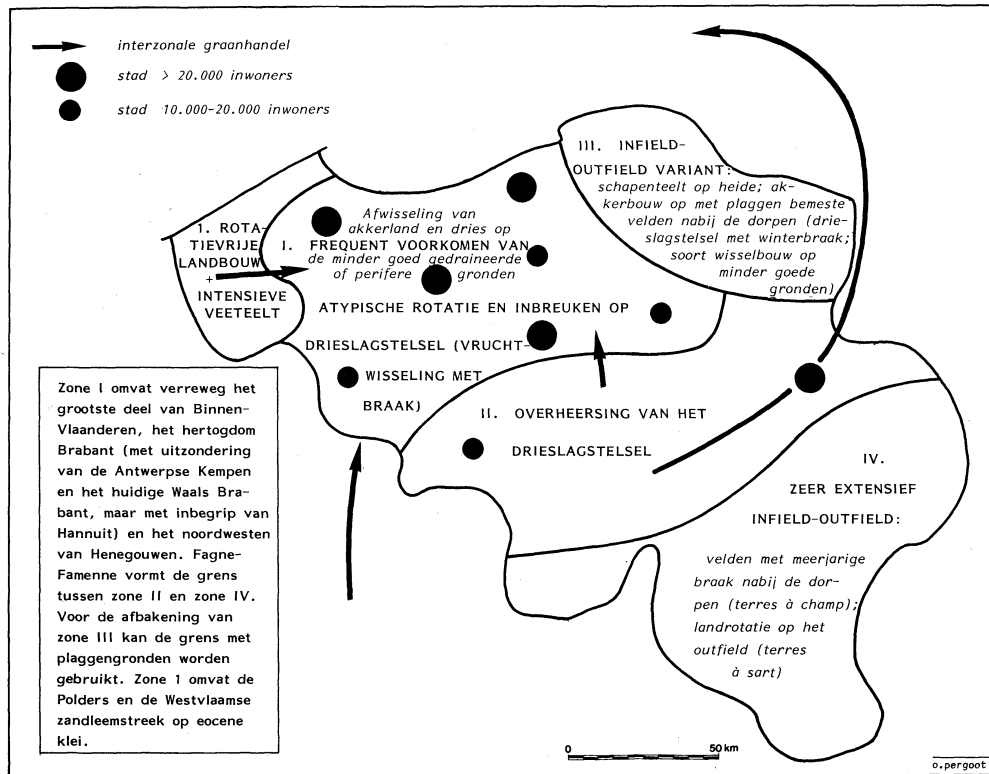 interzonale graanhandel
stad > 20.000 inwoners
stad 10.000-20.000 inwoners
III. INFIELD-
OUTFIELD VARIANT:
schapenteelt op heide; ak-
kerbouw op met plaggen bemeste
velden nabij de dorpen (drie-
slagstelsel met winterbraak;
soort wisselbouw op
minder goede
gronden)
1. ROTA-
TIEVRIJE
LANDBOUW
+
INTENSIEVE
VEETEELT
Afwisseling van
akkerland en dries op
I. FREQUENT VOORKOMEN VAN
de minder goed gedraineerde
of perifere gronden
ATYPISCHE ROTATIE EN INBREUKEN OP
DRIESLAGSTELSEL (VRUCHT-
WISSELING MET
BRAAK)
II. OVERHEERSING VAN HET
DRIESLAGSTELSEL
IV.
ZEER EXTENSIEF
INFIELD-OUTFIELD:
velden met meerjarige
braak nabij de dor-
pen (terres à champ);
landrotatie op het
outfield (terres
à sart)
Zone I omvat verreweg het
grootste deel van Binnen-
Vlaanderen, het hertogdom
Brabant (met uitzondering
van de Antwerpse Kempen
en het huidige Waals Bra-
bant, maar met inbegrip van
Hannuit) en het noordwesten
van Henegouwen. Fagne-
Famenne vormt de grens
tussen zone II en zone IV.
Voor de afbakening van
zone III kan de grens met
plaggengronden worden
gebruikt. Zone 1 omvat de
Polders en de Westvlaamse
zandleemstreek op eocene
klei.
0 50 km
o.pergoot